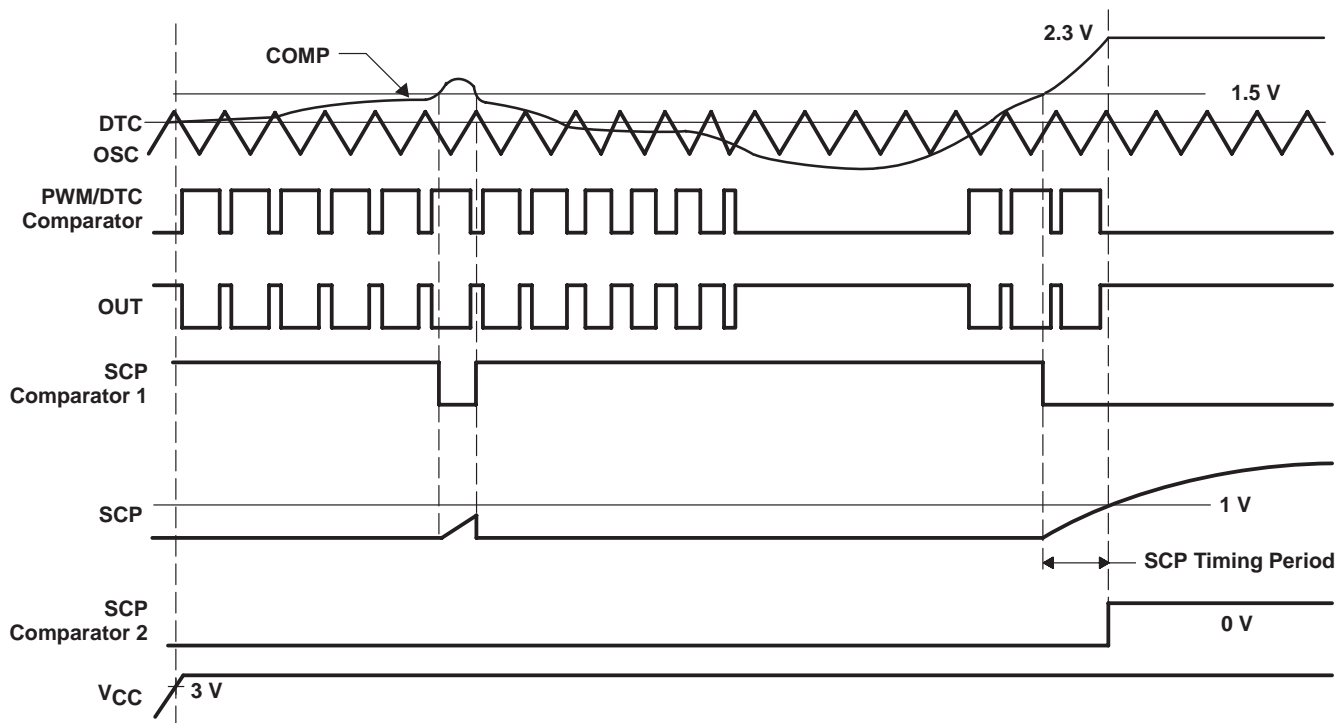 2.3 V
COMP
1.5 V
DTC
OSC
PWM/DTC
Comparator
OUT
SCP
Comparator 1
SCP
1 V
SCP Timing Period
SCP
Comparator 2
0 V
VCC
3 V